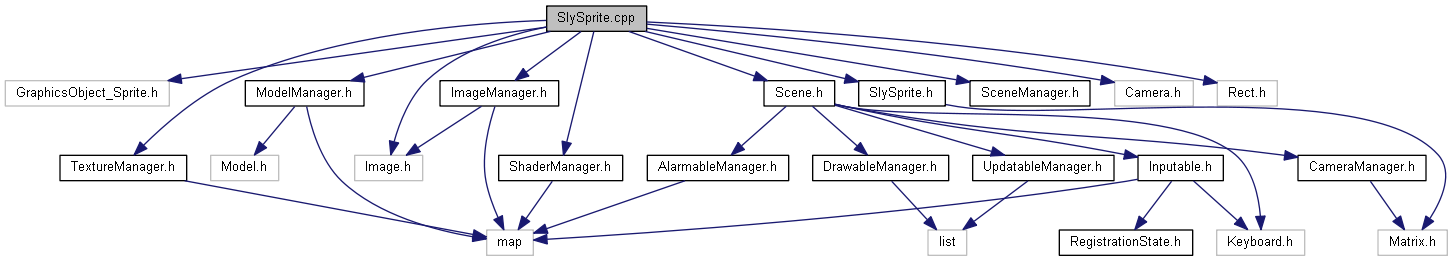 SlySprite.cpp
GraphicsObject_Sprite.h
ModelManager.h
ImageManager.h
Scene.h
SlySprite.h
SceneManager.h
Camera.h
Rect.h
TextureManager.h
Model.h
Image.h
ShaderManager.h
AlarmableManager.h
DrawableManager.h
UpdatableManager.h
Inputable.h
CameraManager.h
map
list
RegistrationState.h
Keyboard.h
Matrix.h